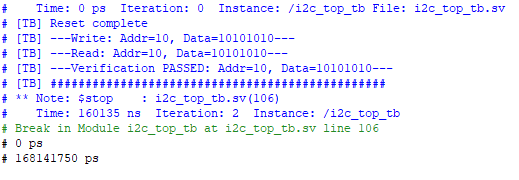 #    Time: 0 ps  Iteration: 0  Instance: /i2c_top_tb File: i2c_top_tb.sv
# [TB] Reset complete
# [TB] ---Write: Addr=10, Data=10101010---
# [TB] ---Read: Addr=10, Data=10101010---
# [TB] ---Verification PASSED: Addr=10, Data=10101010---
# [TB] ################################################
# ** Note: $stop    : i2c_top_tb.sv(106)
#    Time: 160135 ns  Iteration: 2  Instance: /i2c_top_tb
# Break in Module i2c_top_tb at i2c_top_tb.sv line 106
# 0 ps
# 168141750 ps